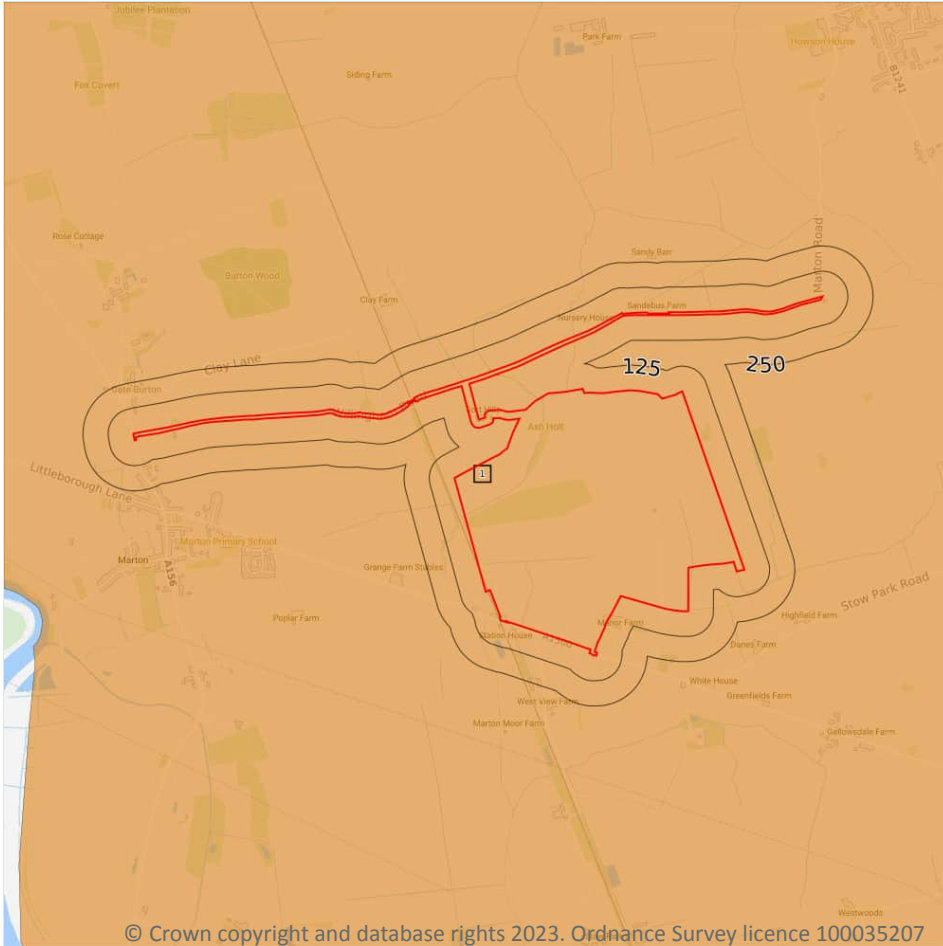 Jubilee Plantation
Park Farm
Howson House
B1241
Siding Farm
Fox Covert
Rose Cottage
Burton Wood
Clay Farm
Sandy Barr
Marton Road
Sandebus Farm
Nursery House
Clay Lane
125
250
Gate Burton
Ash Holt
1
Littleborough Lane
Marton Primary School
Marton
A156
Grange Farm Stables
Stow Park Road
Poplar Farm
Highfield Farm
Manor Farm
Station House
A1500
Danes Farm
White House
Greenfields Farm
West View Farm
Marton Moor Farm
Gallowsdale Farm
Westwoods
© Crown copyright and database rights 2023. Ordnance Survey licence 100035207